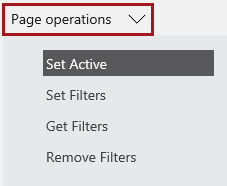 Page operations
Set Active
Set Filters
Get Filters
Remove Filters